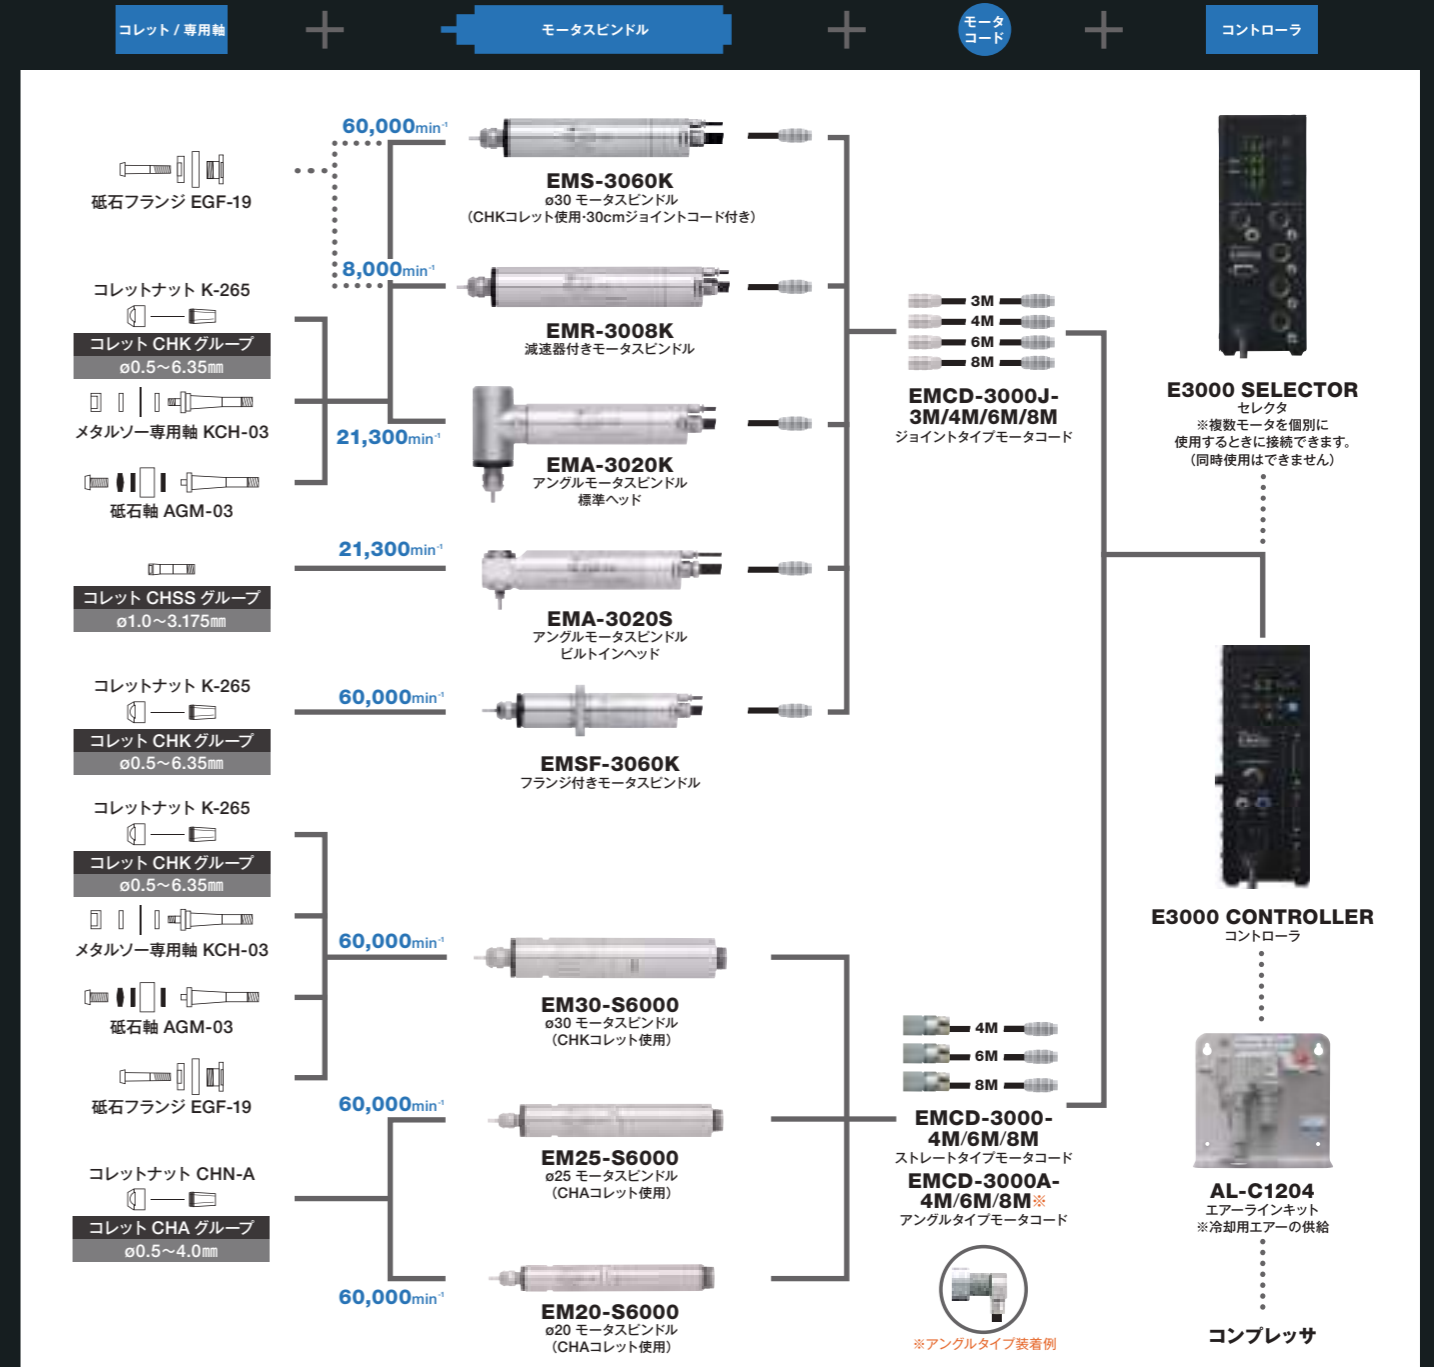 コレット / 専用軸
モータスピンドル
モータ
コード
コントローラ
60,000min⁻¹
砥石フランジ EGF-19
EMS-3060K
ø30 モータスピンドル
（CHKコレット使用・30cmジョイントコード付き）
8,000min⁻¹
コレットナット K-265
コレット CHK グループ
ø0.5〜6.35㎜
EMR-3008K
減速器付きモータスピンドル
メタルソー専用軸 KCH-03
21,300min⁻¹
EMA-3020K
アングルモータスピンドル
標準ヘッド
砥石軸 AGM-03
3M
4M
6M
8M
EMCD-3000J-
3M/4M/6M/8M
ジョイントタイプモータコード
E3000 SELECTOR
セレクタ
※複数モータを個別に
使用するときに接続できます。
（同時使用はできません）
21,300min⁻¹
コレット CHSS グループ
ø1.0〜3.175㎜
EMA-3020S
アングルモータスピンドル
ビルトインヘッド
コレットナット K-265
60,000min⁻¹
コレット CHK グループ
ø0.5〜6.35㎜
EMSF-3060K
フランジ付きモータスピンドル
コレットナット K-265
コレット CHK グループ
ø0.5〜6.35㎜
メタルソー専用軸 KCH-03
60,000min⁻¹
EM30-S6000
ø30 モータスピンドル
（CHKコレット使用）
砥石軸 AGM-03
砥石フランジ EGF-19
E3000 CONTROLLER
コントローラ
4M
6M
8M
EMCD-3000-
4M/6M/8M
ストレートタイプモータコード
EMCD-3000A-
4M/6M/8M※
アングルタイプモータコード
60,000min⁻¹
EM25-S6000
ø25 モータスピンドル
（CHAコレット使用）
コレットナット CHN-A
コレット CHA グループ
ø0.5〜4.0㎜
60,000min⁻¹
EM20-S6000
ø20 モータスピンドル
（CHAコレット使用）
※アングルタイプ装着例
AL-C1204
エアーラインキット
※冷却用エアーの供給
コンプレッサ